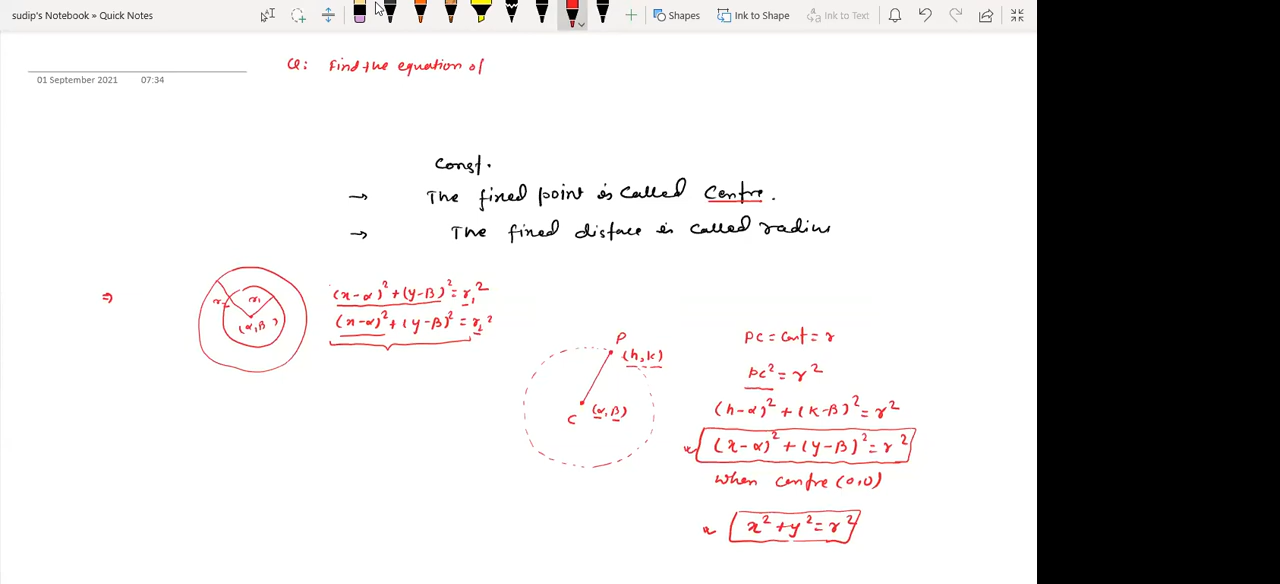 sudip's Notebook » Quick Notes
Shapes
Ink to Shape
Ink to Text
Q: Find the equation of
01 September 2021 07:34
Const.
→ The fixed point is called Centre.
→ The fixed distace is called radius
⇒
r₂ r₁
(α,β)
(x-α)²+(y-β)²=r₁²
(x-α)²+(y-β)²=r₂²
P
(h,k)
C (α,β)
PC = Cont = r
PC² = r²
(h-α)²+(k-β)²=r²
(x-α)²+(y-β)²=r²
when centre (0,0)
x²+y²=r²